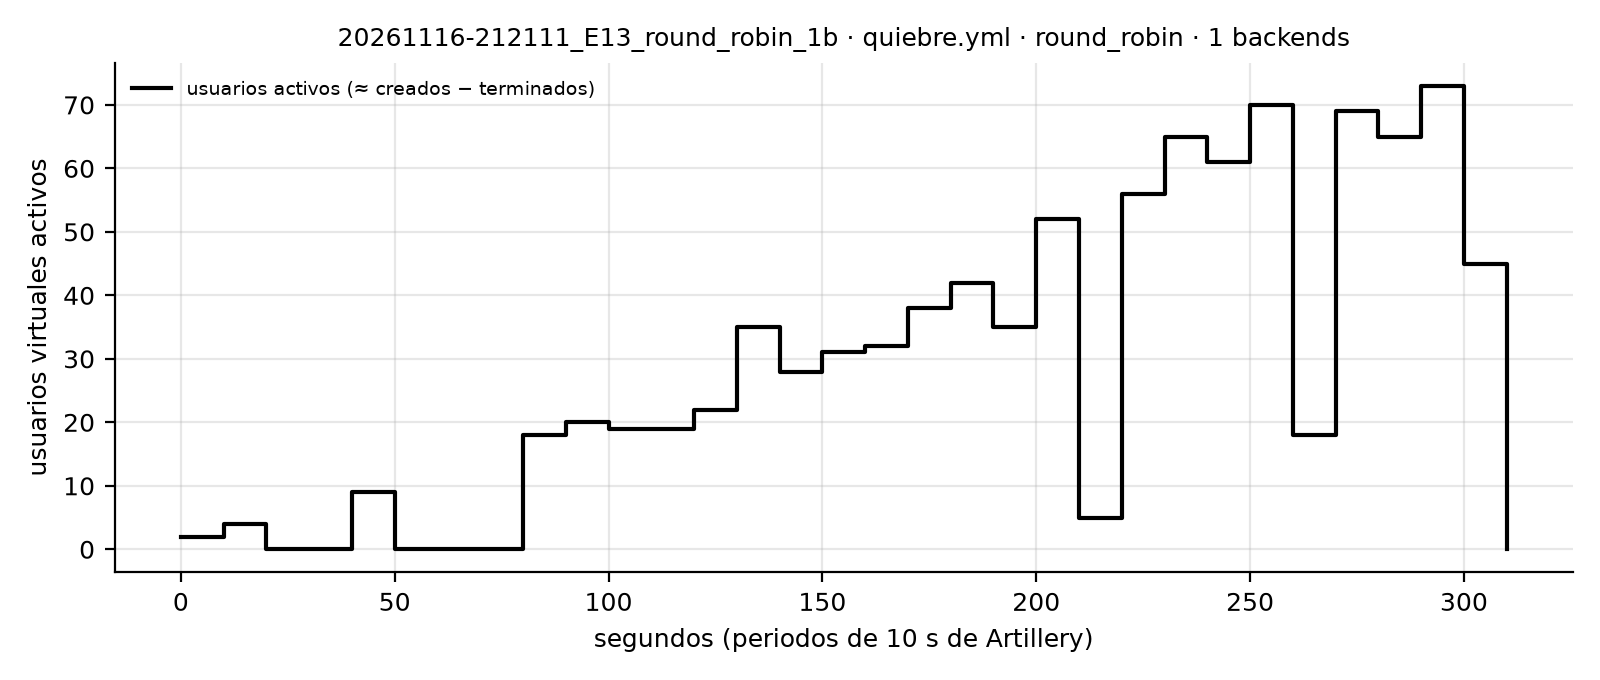 20261116-212111_E13_round_robin_1b · quiebre.yml · round_robin · 1 backends
usuarios activos (≈ creados − terminados)
usuarios virtuales activos
70
60
50
40
30
20
10
0
0 50 100 150 200 250 300
segundos (periodos de 10 s de Artillery)